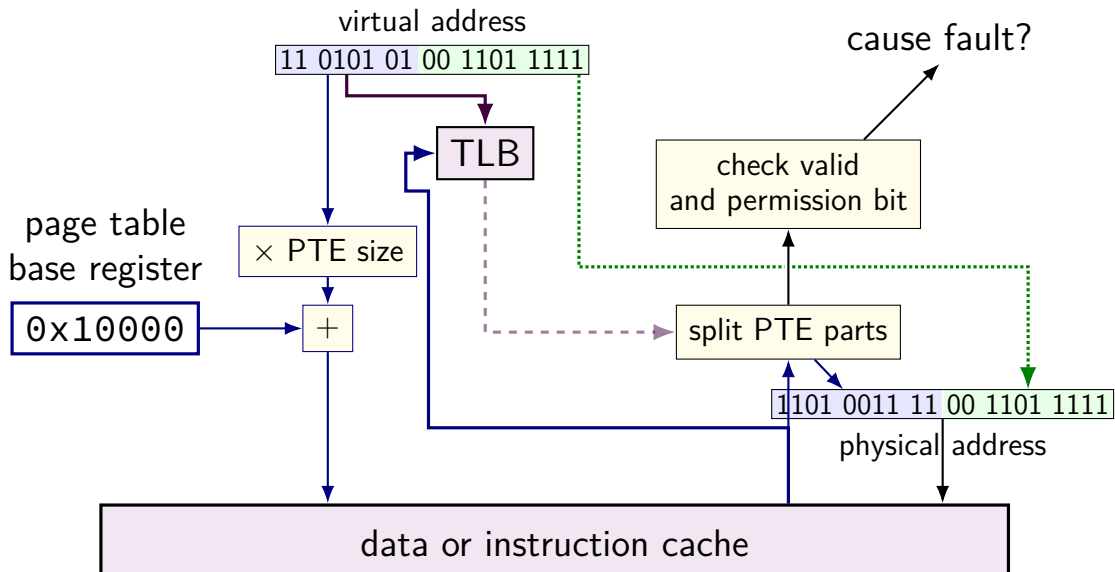 virtual address
11 0101 01 00 1101 1111
cause fault?
TLB
check valid
and permission bit
page table
base register
× PTE size
0x10000
+
split PTE parts
1101 0011 11 00 1101 1111
physical address
data or instruction cache